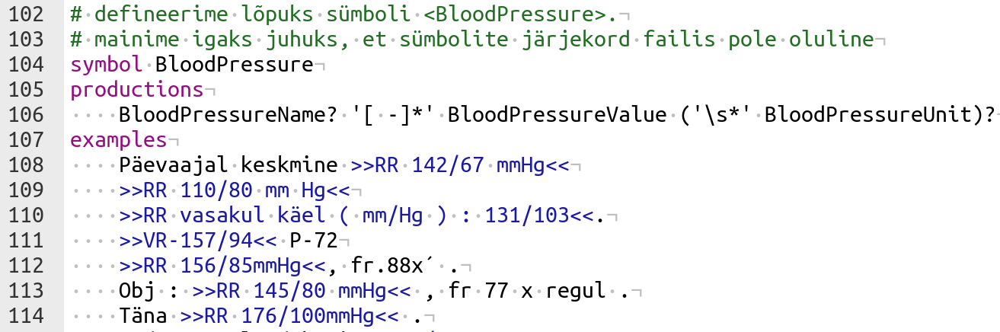 102 # defineerime lõpuks sümboli <BloodPressure>.¬
103 # mainime igaks juhuks, et sümbolite järjekord failis pole oluline¬
104 symbol·BloodPressure¬
105 productions¬
106 ····BloodPressureName?·'[·-]*'·BloodPressureValue·('\s*'·BloodPressureUnit)?
107 examples¬
108 ····Päevaajal·keskmine·>>RR·142/67·mmHg<<¬
109 ····>>RR·110/80·mm·Hg<<¬
110 ····>>RR·vasakul·käel·(·mm/Hg·)·:·131/103<<.¬
111 ····>>VR-157/94<<·P-72¬
112 ····>>RR·156/85mmHg<<,·fr.88x´·.¬
113 ····Obj·:·>>RR·145/80·mmHg<<·,·fr·77·x·regul·.¬
114 ····Täna·>>RR·176/100mmHg<<·.¬